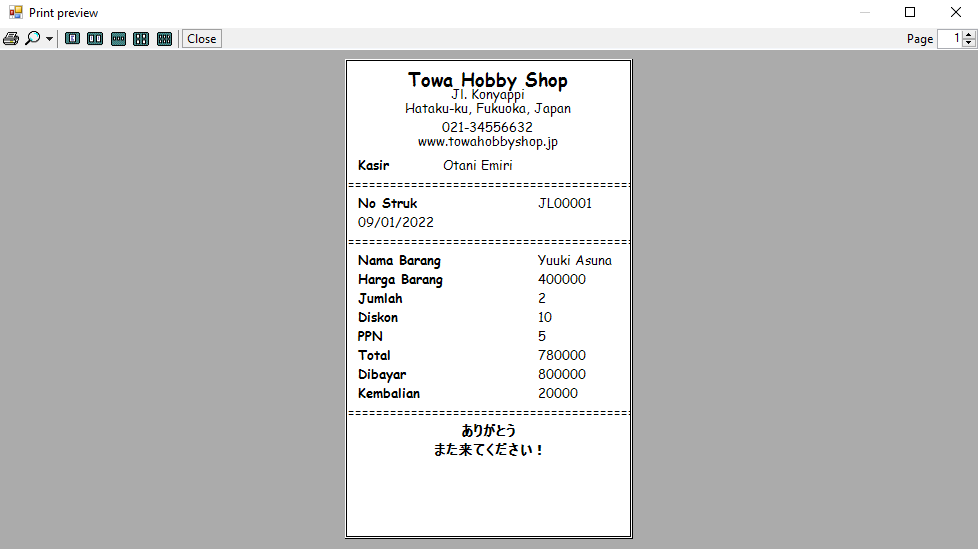 Print preview
Close
Page 1
Towa Hobby Shop
Jl. Konyappi
Hataku-ku, Fukuoka, Japan
021-34556632
www.towahobbyshop.jp
Kasir Otani Emiri
========================================
No Struk JL00001
09/01/2022
========================================
Nama Barang Yuuki Asuna
Harga Barang 400000
Jumlah 2
Diskon 10
PPN 5
Total 780000
Dibayar 800000
Kembalian 20000
========================================
ありがとう
また来てください！